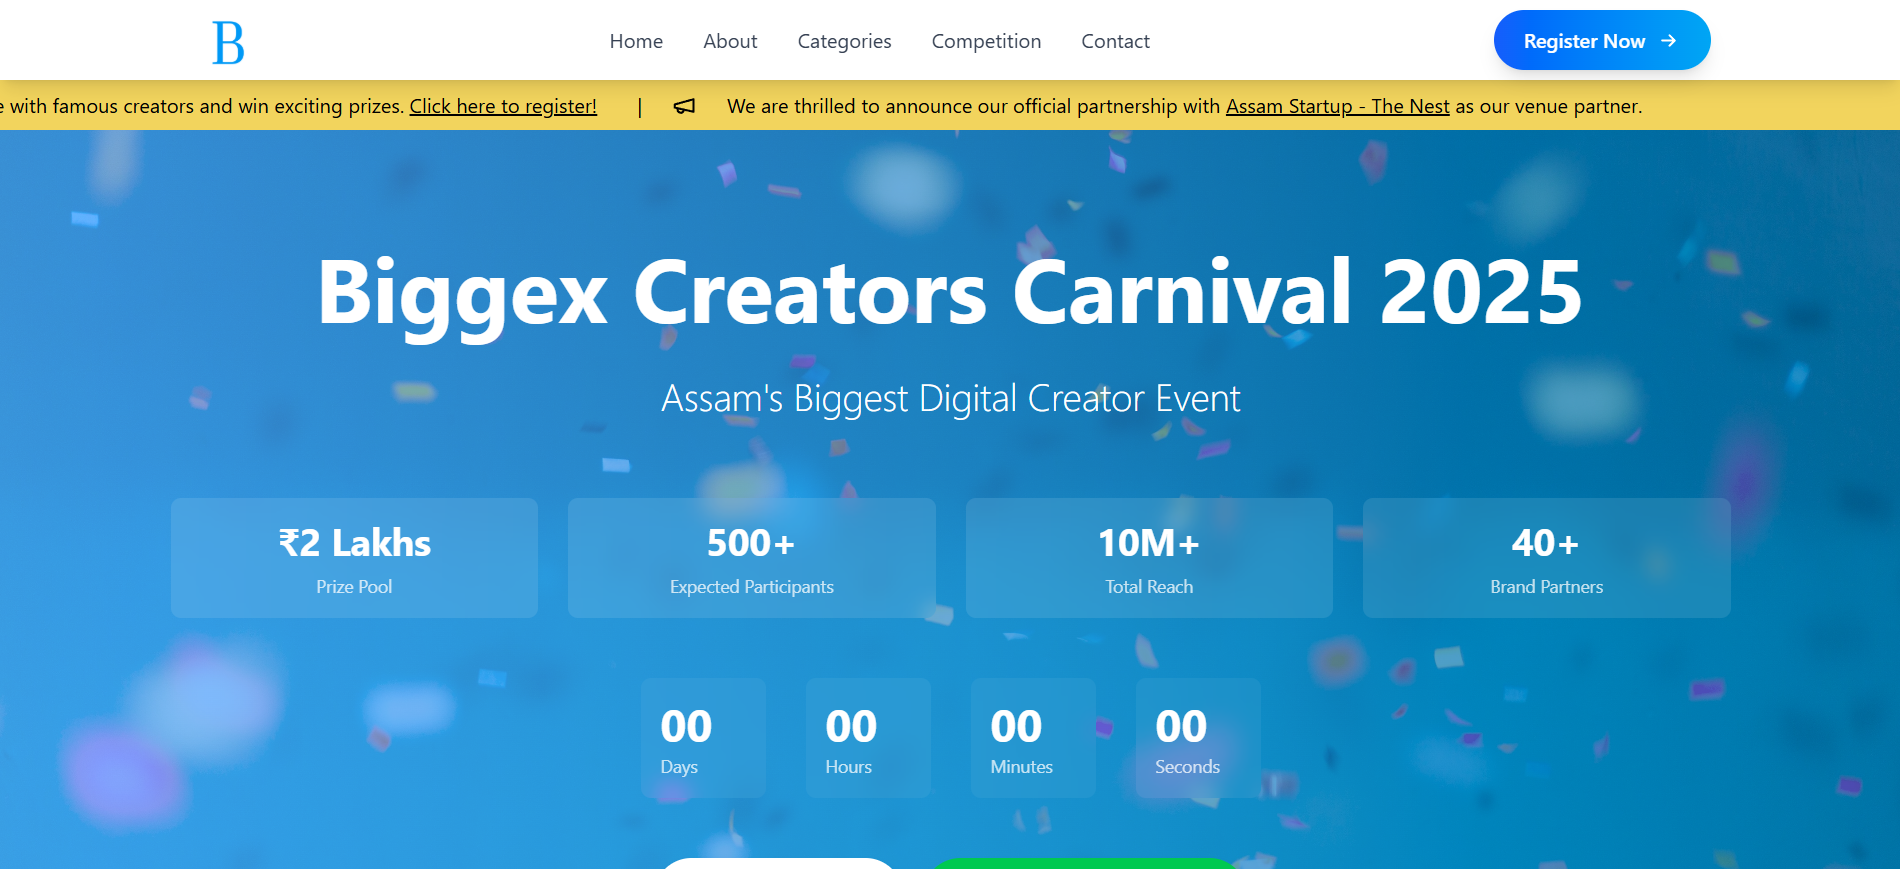 B
Home
About
Categories
Competition
Contact
Register Now
with famous creators and win exciting prizes. Click here to register! | We are thrilled to announce our official partnership with Assam Startup - The Nest as our venue partner.
Biggex Creators Carnival 2025
Assam's Biggest Digital Creator Event
₹2 Lakhs
Prize Pool
500+
Expected Participants
10M+
Total Reach
40+
Brand Partners
00
Days
00
Hours
00
Minutes
00
Seconds